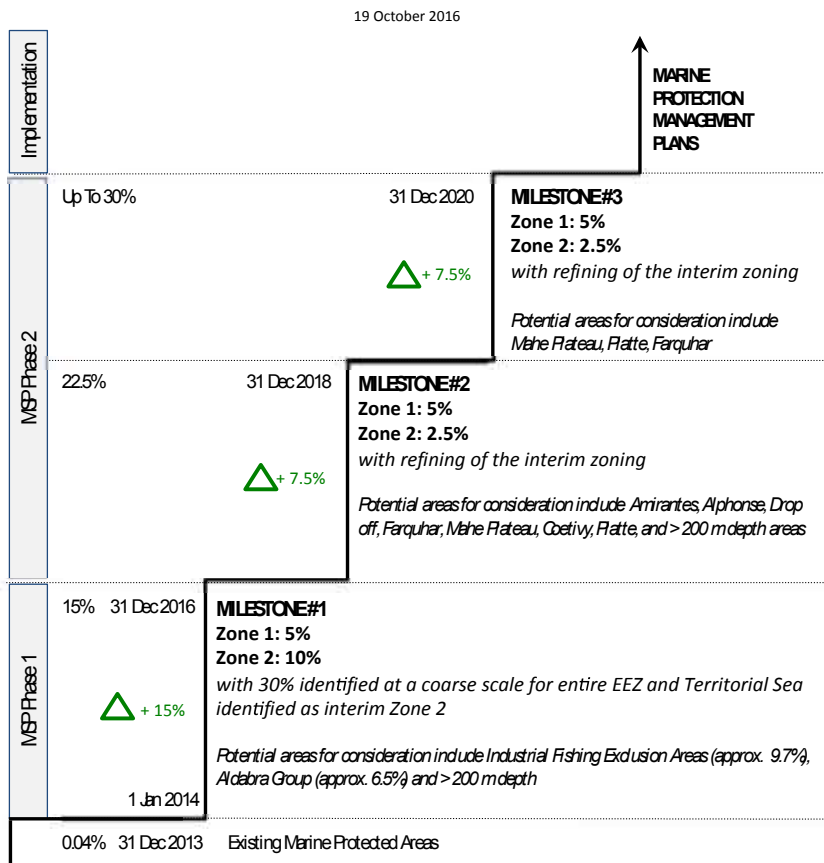 19 October 2016
Implementation
MARINE
PROTECTION
MANAGEMENT
PLANS
MSP Phase 2
Up To 30%
31 Dec 2020
MILESTONE #3
Zone 1: 5%
Zone 2: 2.5%
+ 7.5%
with refining of the interim zoning
Potential areas for consideration include
Mahe Plateau, Platte, Farquhar
22.5%
31 Dec 2018
MILESTONE #2
Zone 1: 5%
Zone 2: 2.5%
with refining of the interim zoning
+ 7.5%
Potential areas for consideration include Amirantes, Alphonse, Drop
off, Farquhar, Mahe Plateau, Coetivy, Platte, and > 200 m depth areas
MSP Phase 1
15%
31 Dec 2016
MILESTONE #1
Zone 1: 5%
Zone 2: 10%
with 30% identified at a coarse scale for entire EEZ and Territorial Sea
identified as interim Zone 2
+ 15%
Potential areas for consideration include Industrial Fishing Exclusion Areas (approx. 9.7%),
Aldabra Group (approx. 6.5%) and > 200 m depth
1 Jan 2014
0.04% 31 Dec 2013 Existing Marine Protected Areas